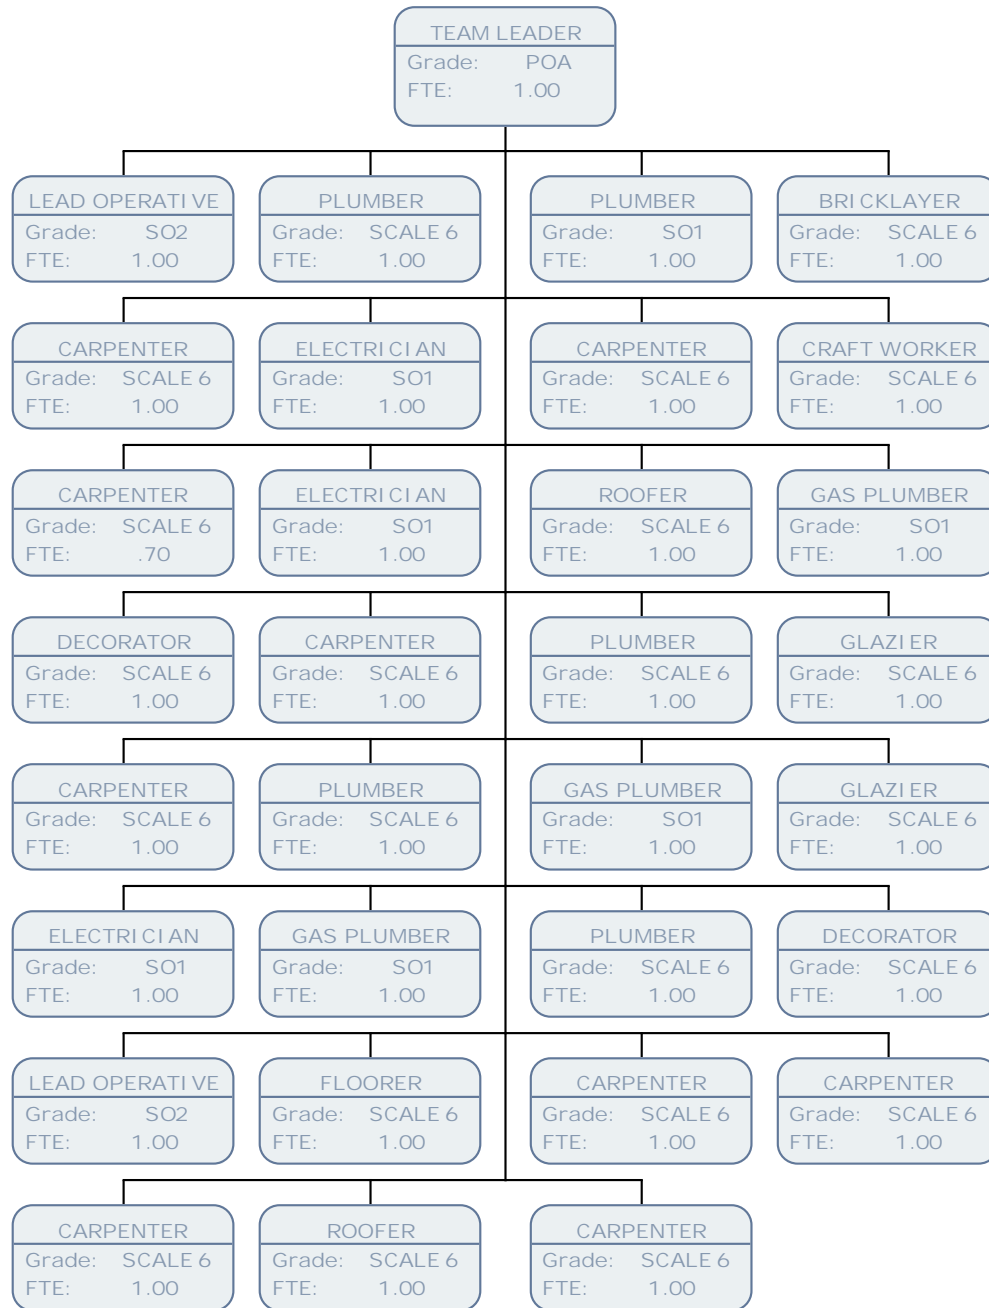 TEAM LEADER
Grade: POA
FTE: 1.00
LEAD OPERATIVE
Grade: SO2
FTE: 1.00
PLUMBER
Grade: SCALE 6
FTE: 1.00
PLUMBER
Grade: SO1
FTE: 1.00
BRICKLAYER
Grade: SCALE 6
FTE: 1.00
CARPENTER
Grade: SCALE 6
FTE: 1.00
ELECTRICIAN
Grade: SO1
FTE: 1.00
CARPENTER
Grade: SCALE 6
FTE: 1.00
CRAFT WORKER
Grade: SCALE 6
FTE: 1.00
CARPENTER
Grade: SCALE 6
FTE: .70
ELECTRICIAN
Grade: SO1
FTE: 1.00
ROOFER
Grade: SCALE 6
FTE: 1.00
GAS PLUMBER
Grade: SO1
FTE: 1.00
DECORATOR
Grade: SCALE 6
FTE: 1.00
CARPENTER
Grade: SCALE 6
FTE: 1.00
PLUMBER
Grade: SCALE 6
FTE: 1.00
GLAZIER
Grade: SCALE 6
FTE: 1.00
CARPENTER
Grade: SCALE 6
FTE: 1.00
PLUMBER
Grade: SCALE 6
FTE: 1.00
GAS PLUMBER
Grade: SO1
FTE: 1.00
GLAZIER
Grade: SCALE 6
FTE: 1.00
ELECTRICIAN
Grade: SO1
FTE: 1.00
GAS PLUMBER
Grade: SO1
FTE: 1.00
PLUMBER
Grade: SCALE 6
FTE: 1.00
DECORATOR
Grade: SCALE 6
FTE: 1.00
LEAD OPERATIVE
Grade: SO2
FTE: 1.00
FLOORER
Grade: SCALE 6
FTE: 1.00
CARPENTER
Grade: SCALE 6
FTE: 1.00
CARPENTER
Grade: SCALE 6
FTE: 1.00
CARPENTER
Grade: SCALE 6
FTE: 1.00
ROOFER
Grade: SCALE 6
FTE: 1.00
CARPENTER
Grade: SCALE 6
FTE: 1.00